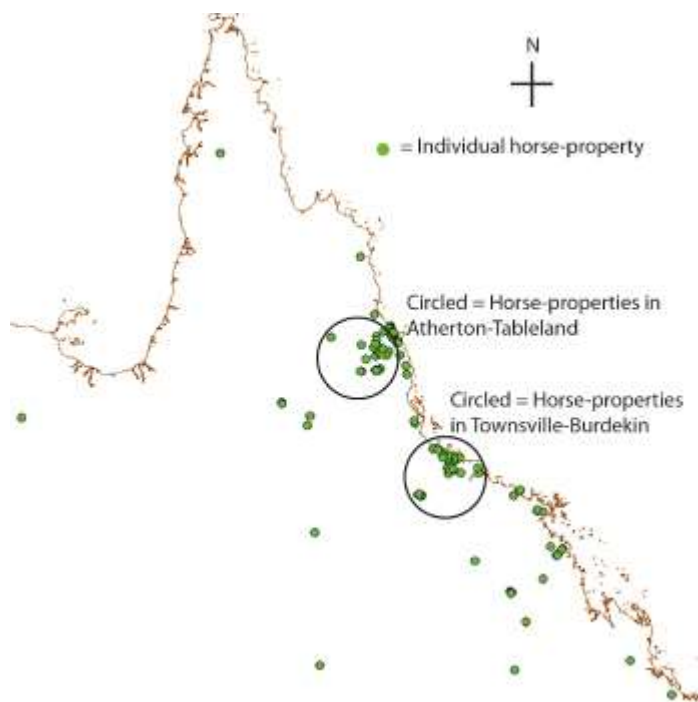 N
= Individual horse-property
Circled = Horse-properties in
Atherton-Tableland
Circled = Horse-properties
in Townsville-Burdekin